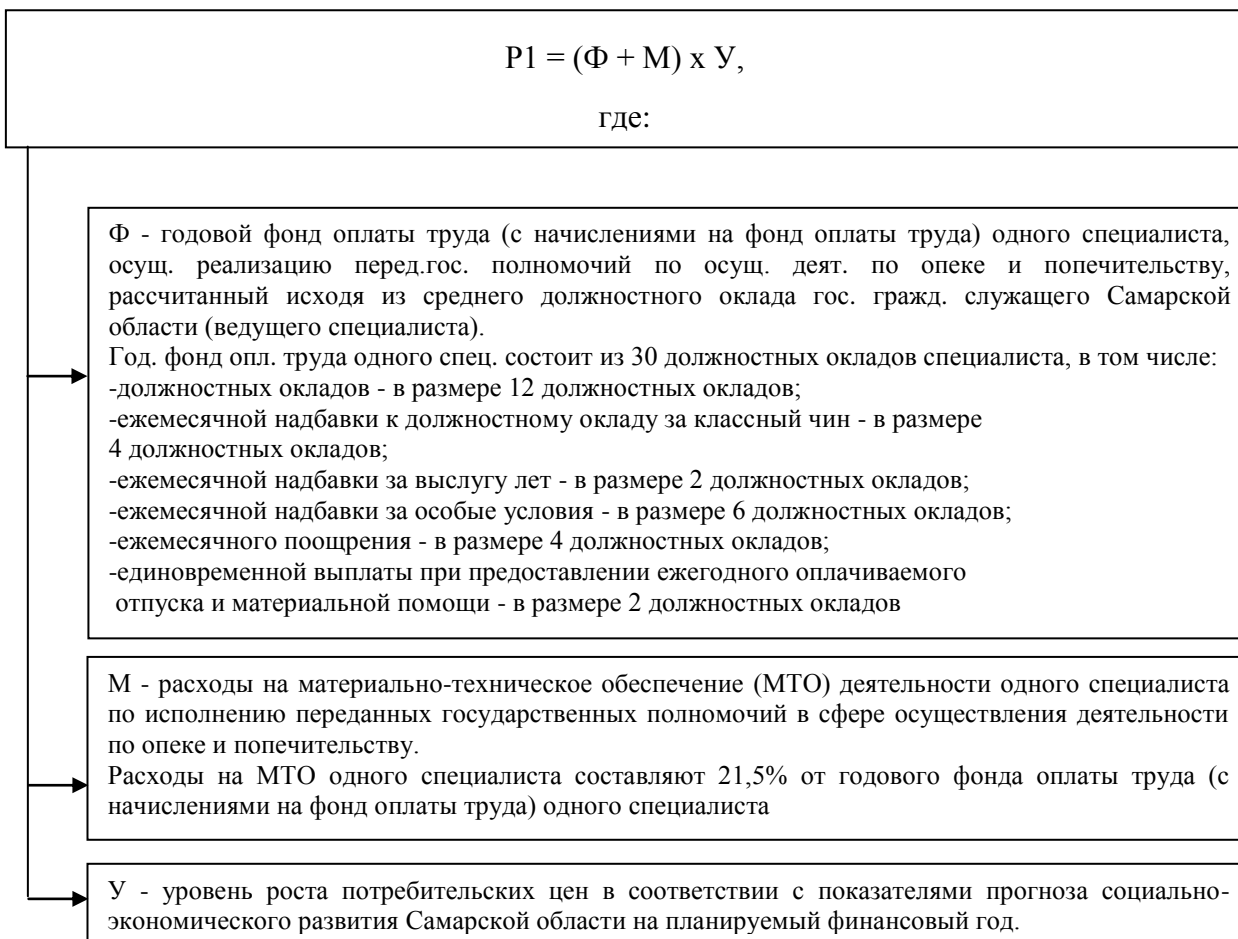 Р1 = (Ф + М) х У,
где:
Ф - годовой фонд оплаты труда (с начислениями на фонд оплаты труда) одного специалиста,
осущ. реализацию перед.гос. полномочий по осущ. деят. по опеке и попечительству,
рассчитанный исходя из среднего должностного оклада гос. гражд. служащего Самарской
области (ведущего специалиста).
Год. фонд опл. труда одного спец. состоит из 30 должностных окладов специалиста, в том числе:
-должностных окладов - в размере 12 должностных окладов;
-ежемесячной надбавки к должностному окладу за классный чин - в размере
4 должностных окладов;
-ежемесячной надбавки за выслугу лет - в размере 2 должностных окладов;
-ежемесячной надбавки за особые условия - в размере 6 должностных окладов;
-ежемесячного поощрения - в размере 4 должностных окладов;
-единовременной выплаты при предоставлении ежегодного оплачиваемого
отпуска и материальной помощи - в размере 2 должностных окладов
М - расходы на материально-техническое обеспечение (МТО) деятельности одного специалиста
по исполнению переданных государственных полномочий в сфере осуществления деятельности
по опеке и попечительству.
Расходы на МТО одного специалиста составляют 21,5% от годового фонда оплаты труда (с
начислениями на фонд оплаты труда) одного специалиста
У - уровень роста потребительских цен в соответствии с показателями прогноза социально-
экономического развития Самарской области на планируемый финансовый год.